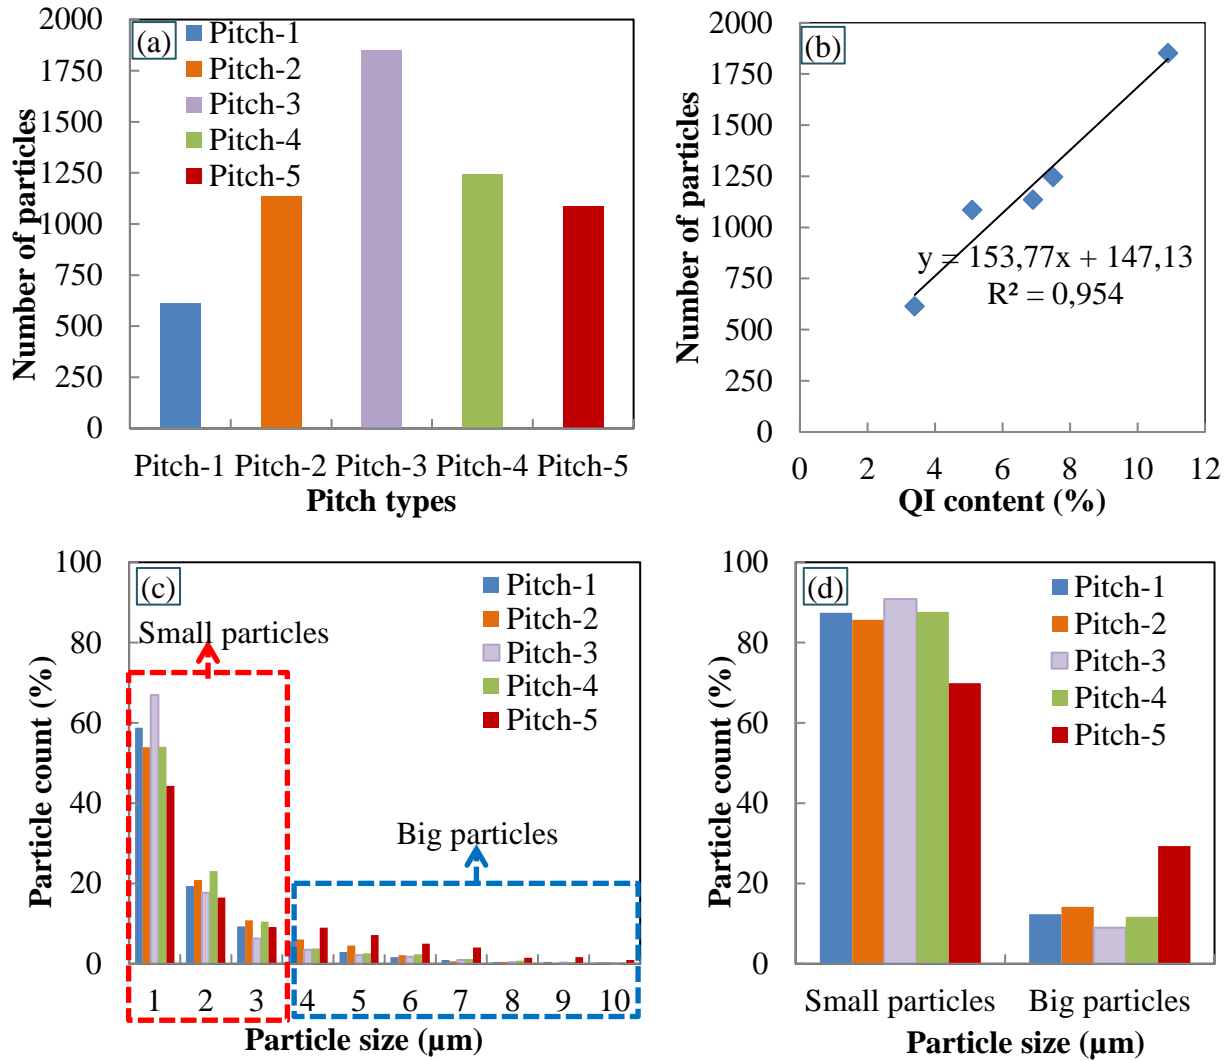 (a)
Pitch-1
Pitch-2
Pitch-3
Pitch-4
Pitch-5
Number of particles
2000
1750
1500
1250
1000
750
500
250
0
Pitch-1 Pitch-2 Pitch-3 Pitch-4 Pitch-5
Pitch types
(b)
Number of particles
2000
1750
1500
1250
1000
750
500
250
0
y = 153,77x + 147,13
R² = 0,954
0 2 4 6 8 10 12
QI content (%)
(c)
Pitch-1
Pitch-2
Pitch-3
Pitch-4
Pitch-5
Small particles
Big particles
Particle count (%)
100
80
60
40
20
0
1 2 3 4 5 6 7 8 9 10
Particle size (µm)
(d)
Pitch-1
Pitch-2
Pitch-3
Pitch-4
Pitch-5
Particle count (%)
100
80
60
40
20
0
Small particles Big particles
Particle size (µm)